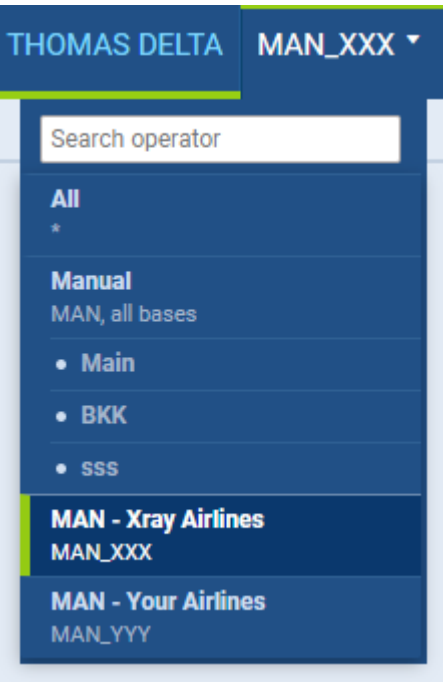 THOMAS DELTA MAN_XXX
Search operator
All
*
Manual
MAN, all bases
• Main
• BKK
• sss
MAN - Xray Airlines
MAN_XXX
MAN - Your Airlines
MAN_YYY